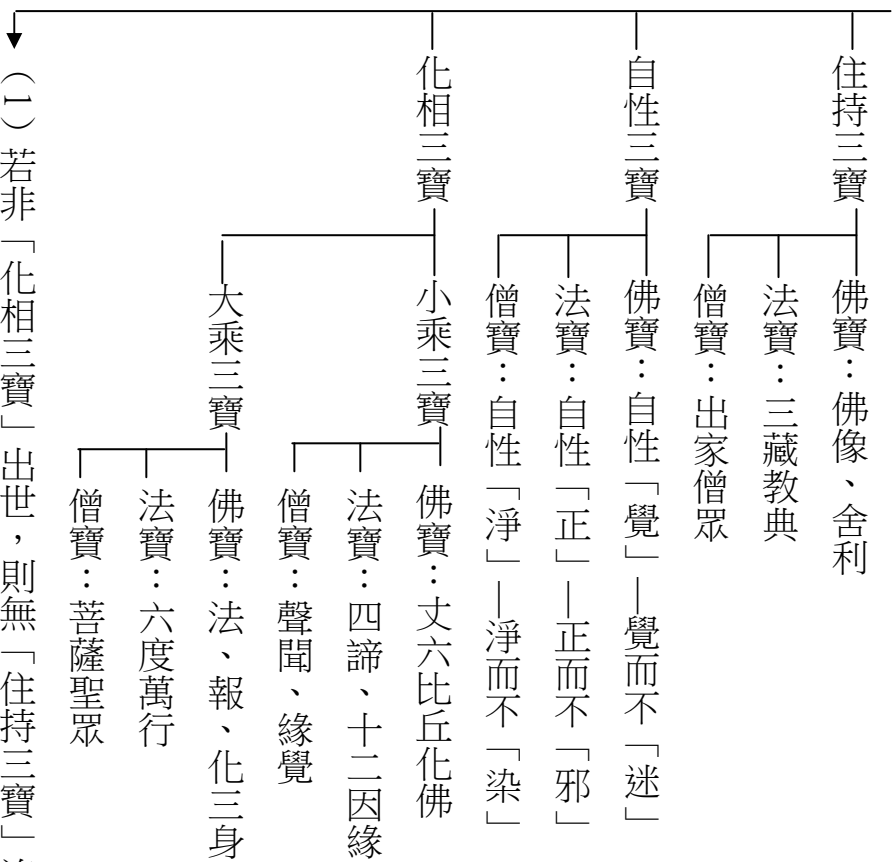 住持三寶
佛寶：佛像、舍利
法寶：三藏教典
僧寶：出家僧眾
自性三寶
佛寶：自性「覺」—覺而不「迷」
法寶：自性「正」—正而不「邪」
僧寶：自性「淨」—淨而不「染」
化相三寶
小乘三寶
佛寶：丈六比丘化佛
法寶：四諦、十二因緣
僧寶：聲聞、緣覺
大乘三寶
佛寶：法、報、化三身
法寶：六度萬行
僧寶：菩薩聖眾
（1）若非「化相三寶」出世，則無「住持三寶」